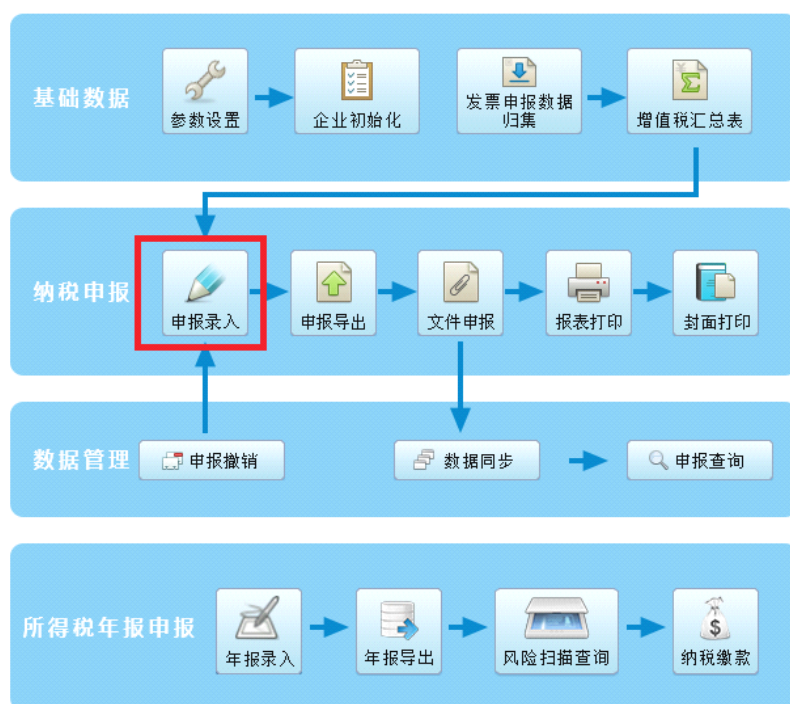 基础数据
参数设置
企业初始化
发票申报数据
归集
增值税汇总表
纳税申报
申报录入
申报导出
文件申报
报表打印
封面打印
数据管理
申报撤销
数据同步
申报查询
所得税年报申报
年报录入
年报导出
风险扫描查询
纳税缴款